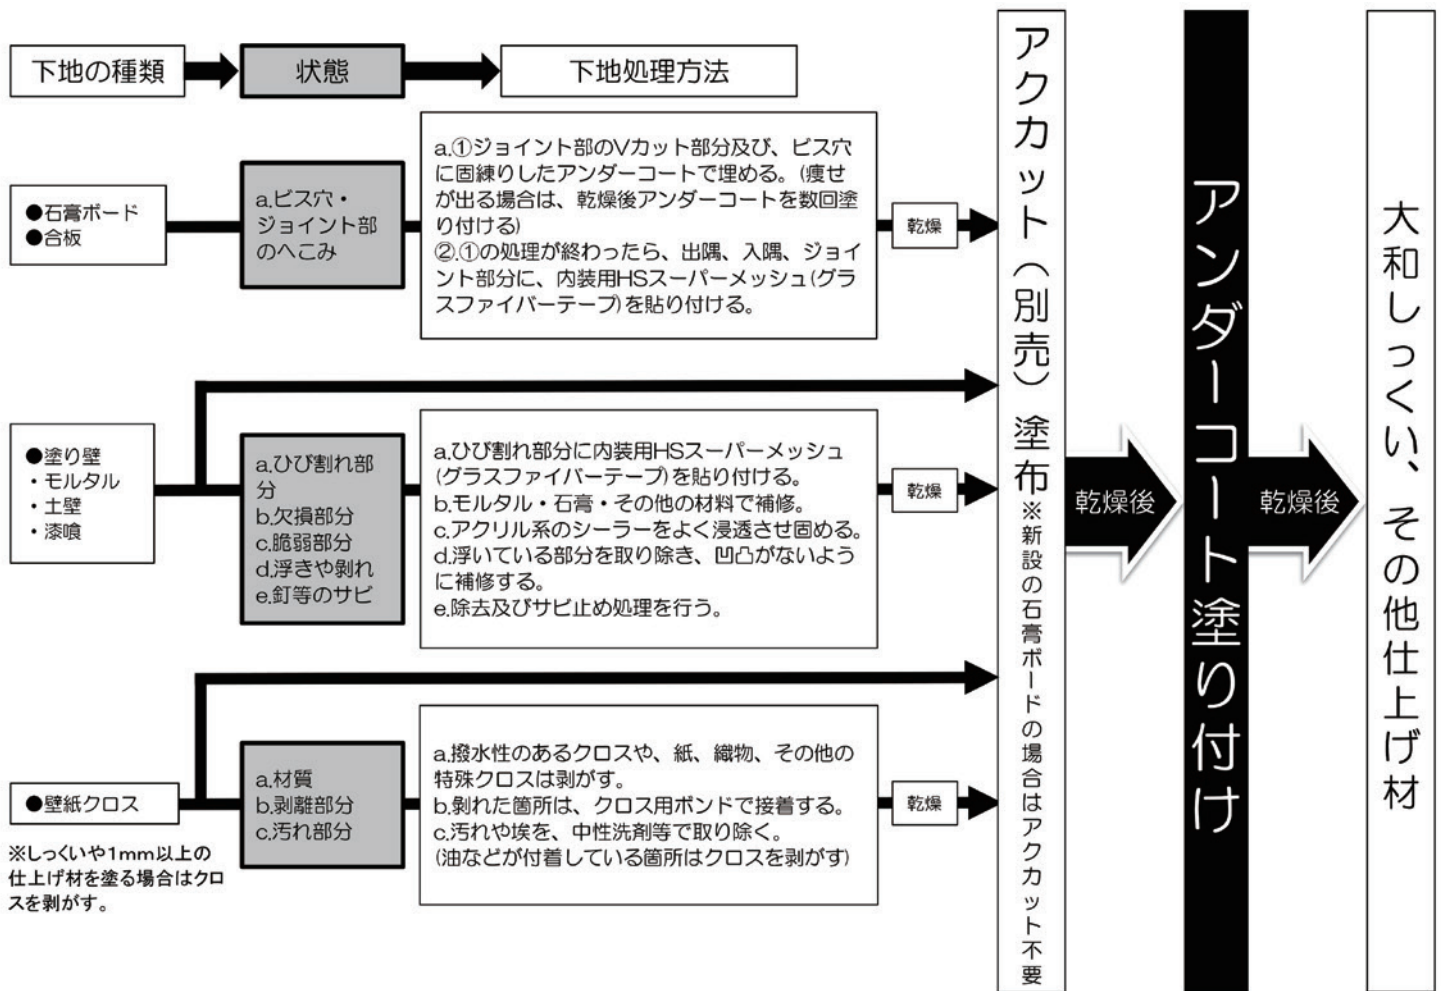 下地の種類
状態
下地処理方法
●石膏ボード
●合板
a.ビス穴・
ジョイント部
のへこみ
a.①ジョイント部のVカット部分及び、ビス穴
に固練りしたアンダーコートで埋める。(痩せ
が出る場合は、乾燥後アンダーコートを数回塗
り付ける)
②.①の処理が終わったら、出隅、入隅、ジョイ
ント部分に、内装用HSスーパーメッシュ(グラ
スファイバーテープ)を貼り付ける。
乾燥
●塗り壁
・モルタル
・土壁
・漆喰
a.ひび割れ部
分
b.欠損部分
c.脆弱部分
d.浮きや剝れ
e.釘等のサビ
a.ひび割れ部分に内装用HSスーパーメッシュ
(グラスファイバーテープ)を貼り付ける。
b.モルタル・石膏・その他の材料で補修。
c.アクリル系のシーラーをよく浸透させ固める。
d.浮いている部分を取り除き、凹凸がないよう
に補修する。
e.除去及びサビ止め処理を行う。
乾燥
●壁紙クロス
※しっくいや1mm以上の
仕上げ材を塗る場合はクロ
スを剥がす。
a.材質
b.剥離部分
c.汚れ部分
a.撥水性のあるクロスや、紙、織物、その他の
特殊クロスは剥がす。
b.剝れた箇所は、クロス用ボンドで接着する。
c.汚れや埃を、中性洗剤等で取り除く。
(油などが付着している箇所はクロスを剥がす)
乾燥
アクカット(別売)塗布※新設の石膏ボードの場合はアクカット不要
乾燥後
アンダーコート塗り付け
乾燥後
大和しっくい、その他仕上げ材